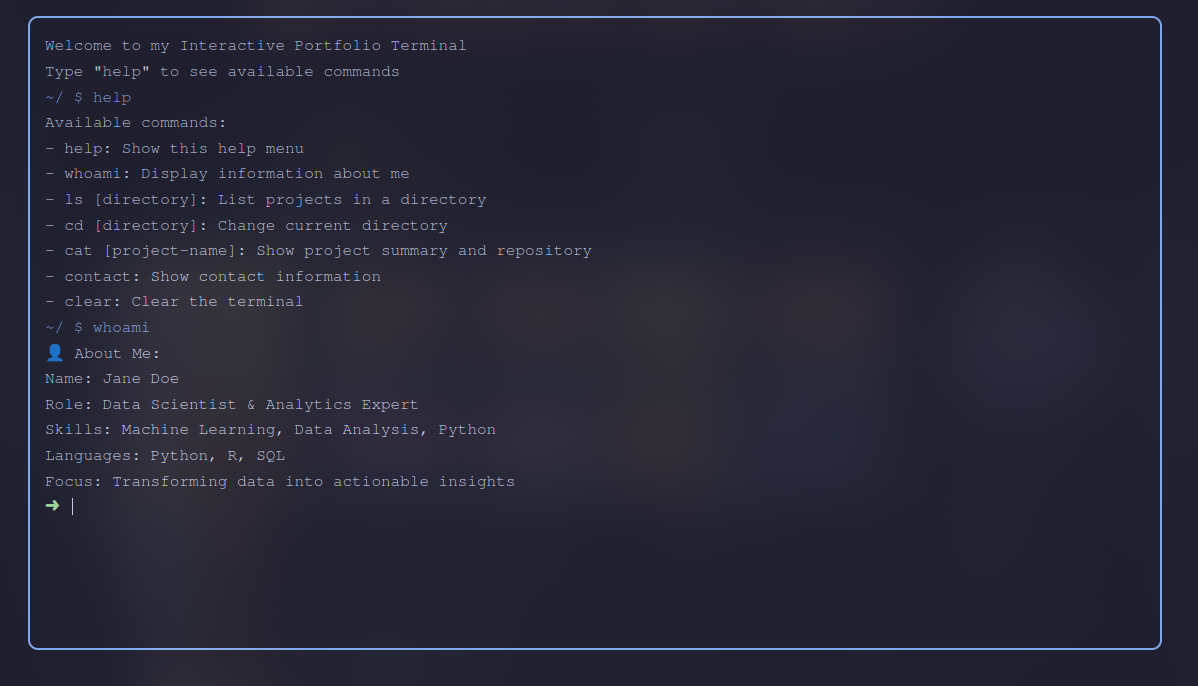 Welcome to my Interactive Portfolio Terminal
Type "help" to see available commands
~/ $ help
Available commands:
- help: Show this help menu
- whoami: Display information about me
- ls [directory]: List projects in a directory
- cd [directory]: Change current directory
- cat [project-name]: Show project summary and repository
- contact: Show contact information
- clear: Clear the terminal
~/ $ whoami
👤 About Me:
Name: Jane Doe
Role: Data Scientist & Analytics Expert
Skills: Machine Learning, Data Analysis, Python
Languages: Python, R, SQL
Focus: Transforming data into actionable insights
➜